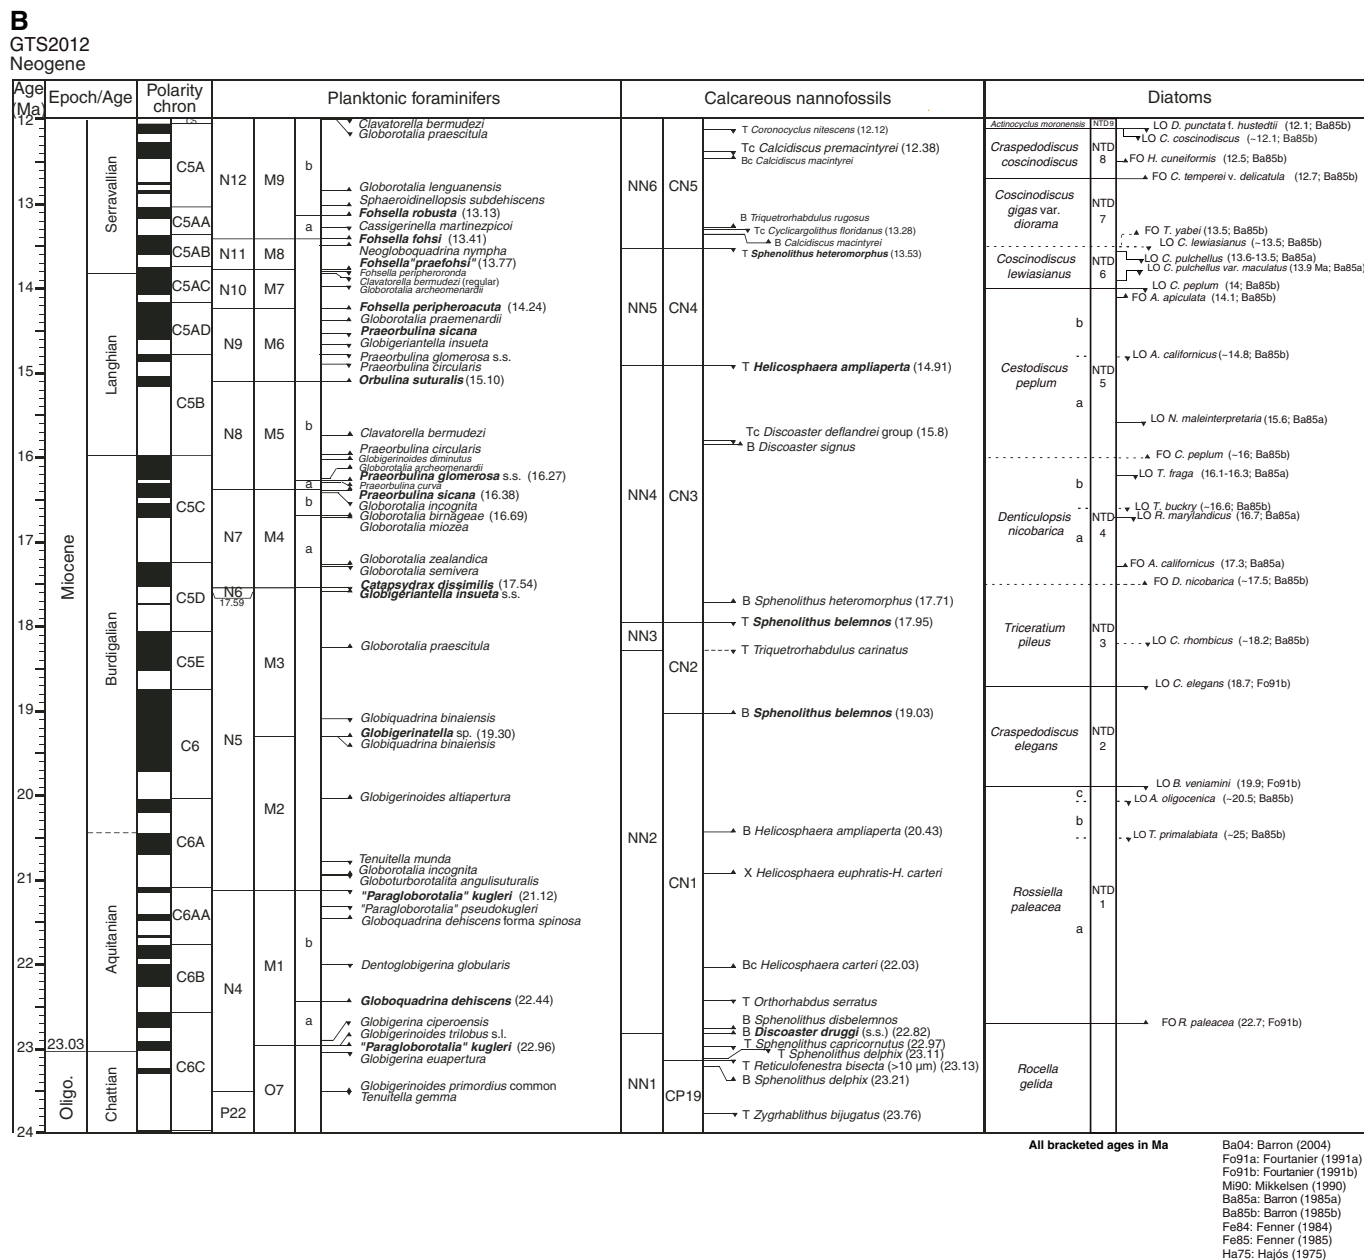 B
GTS2012
Neogene
Age (Ma)
Epoch/Age
Polarity chron
Planktonic foraminifers
Calcareous nannofossils
Diatoms
12
13
14
15
16
17
18
19
20
21
22
23
24
Miocene
Oligo.
23.03
Serravallian
Langhian
Burdigalian
Aquitanian
Chattian
C5A
C5AA
C5AB
C5AC
C5AD
C5B
C5C
C5D
C5E
C6
C6A
C6AA
C6B
C6C
N12
N11
N10
N9
N8
N7
N6
17.59
N5
N4
P22
M9
M8
M7
M6
M5
M4
M3
M2
M1
O7
b
a
b
a
b
a
b
a
Clavatorella bermudezi
Globorotalia praescitula
Globorotalia lenguanensis
Sphaeroidinellopsis subdehiscens
Fohsella robusta (13.13)
Cassigerinella martinezpicoi
Fohsella fohsi (13.41)
Neogloboquadrina nympha
Fohsella"praefohsi" (13.77)
Fohsella peripheroronda
Clavatorella bermudezi (regular)
Globorotalia archeomenardii
Fohsella peripheroacuta (14.24)
Globorotalia praemenardii
Praeorbulina sicana
Globigeriantella insueta
Praeorbulina glomerosa s.s.
Praeorbulina circularis
Orbulina suturalis (15.10)
Clavatorella bermudezi
Praeorbulina circularis
Globigerinoides diminutus
Globorotalia archeomenardii
Praeorbulina glomerosa s.s. (16.27)
Praeorbulina curva
Praeorbulina sicana (16.38)
Globorotalia incognita
Globorotalia birnageae (16.69)
Globorotalia miozea
Globorotalia zealandica
Globorotalia semivera
Catapsydrax dissimilis (17.54)
Globigeriantella insueta s.s.
Globorotalia praescitula
Globiquadrina binaiensis
Globigerinatella sp. (19.30)
Globiquadrina binaiensis
Globigerinoides altiapertura
Tenuitella munda
Globorotalia incognita
Globoturborotalita angulisuturalis
"Paragloborotalia" kugleri (21.12)
"Paragloborotalia" pseudokugleri
Globoquadrina dehiscens forma spinosa
Dentoglobigerina globularis
Globoquadrina dehiscens (22.44)
Globigerina ciperoensis
Globigerinoides trilobus s.l.
"Paragloborotalia" kugleri (22.96)
Globigerina euapertura
Globigerinoides primordius common
Tenuitella gemma
NN6
NN5
NN4
NN3
NN2
NN1
CN5
CN4
CN3
CN2
CN1
CP19
T Coronocyclus nitescens (12.12)
Tc Calcidiscus premacintyrei (12.38)
Bc Calcidiscus macintyrei
B Triquetrorhabdulus rugosus
Tc Cyclicargolithus floridanus (13.28)
B Calcidiscus macintyrei
T Sphenolithus heteromorphus (13.53)
T Helicosphaera ampliaperta (14.91)
Tc Discoaster deflandrei group (15.8)
B Discoaster signus
B Sphenolithus heteromorphus (17.71)
T Sphenolithus belemnos (17.95)
T Triquetrorhabdulus carinatus
B Sphenolithus belemnos (19.03)
B Helicosphaera ampliaperta (20.43)
X Helicosphaera euphratis-H. carteri
Bc Helicosphaera carteri (22.03)
T Orthorhabdus serratus
B Sphenolithus disbelemnos
B Discoaster druggi (s.s.) (22.82)
T Sphenolithus capricornutus (22.97)
T Sphenolithus delphix (23.11)
T Reticulofenestra bisecta (>10 µm) (23.13)
B Sphenolithus delphix (23.21)
T Zygrhablithus bijugatus (23.76)
Actinocyclus moronensis
Craspedodiscus coscinodiscus
Coscinodiscus gigas var. diorama
Coscinodiscus lewisianus
Cestodiscus peplum
Denticulopsis nicobarica
Triceratium pileus
Craspedodiscus elegans
Rossiella paleacea
Rocella gelida
b
a
b
a
c
b
a
NTD9
NTD 8
NTD 7
NTD 6
NTD 5
NTD 4
NTD 3
NTD 2
NTD 1
LO D. punctata f. hustedtii (12.1; Ba85b)
LO C. coscinodiscus (~12.1; Ba85b)
FO H. cuneiformis (12.5; Ba85b)
FO C. temperei v. delicatula (12.7; Ba85b)
FO T. yabei (13.5; Ba85b)
LO C. lewasianus (~13.5; Ba85b)
LO C. pulchellus (13.6-13.5; Ba85a)
LO C. pulchellus var. maculatus (13.9 Ma; Ba85a)
LO C. peplum (14; Ba85b)
FO A. apiculata (14.1; Ba85b)
LO A. californicus (~14.8; Ba85b)
LO N. maleinterpretaria (15.6; Ba85a)
FO C. peplum (~16; Ba85b)
LO T. fraga (16.1-16.3; Ba85a)
LO T. buckry (~16.6; Ba85b)
LO R. marylandicus (16.7; Ba85a)
FO A. californicus (17.3; Ba85a)
FO D. nicobarica (~17.5; Ba85b)
LO C. rhombicus (~18.2; Ba85b)
LO C. elegans (18.7; Fo91b)
LO B. veniamini (19.9; Fo91b)
LO A. oligocenica (~20.5; Ba85b)
LO T. primalabiata (~25; Ba85b)
FO R. paleacea (22.7; Fo91b)
All bracketed ages in Ma
Ba04: Barron (2004)
Fo91a: Fourtanier (1991a)
Fo91b: Fourtanier (1991b)
Mi90: Mikkelsen (1990)
Ba85a: Barron (1985a)
Ba85b: Barron (1985b)
Fe84: Fenner (1984)
Fe85: Fenner (1985)
Ha75: Hajós (1975)